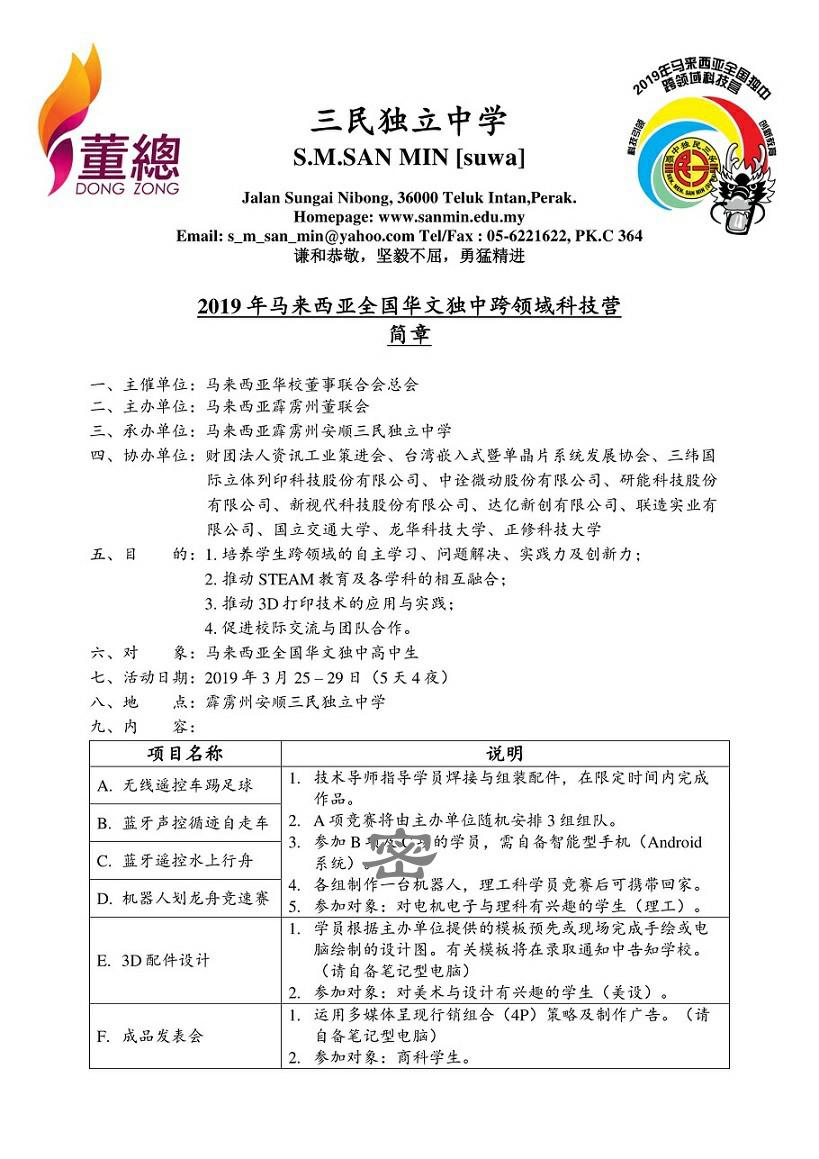 董總
DONG ZONG
2019年马来西亚全国独中
跨领域科技营
科技引领
创新教育
三民独立中学
S.M.SAN MIN [suwa]
Jalan Sungai Nibong, 36000 Teluk Intan,Perak.
Homepage: www.sanmin.edu.my
Email: s_m_san_min@yahoo.com Tel/Fax : 05-6221622, PK.C 364
谦和恭敬，坚毅不屈，勇猛精进
2019 年马来西亚全国华文独中跨领域科技营
简章
一、主催单位：马来西亚华校董事联合会总会
二、主办单位：马来西亚霹雳州董联会
三、承办单位：马来西亚霹雳州安顺三民独立中学
四、协办单位：财团法人资讯工业策进会、台湾嵌入式暨单晶片系统发展协会、三纬国
际立体列印科技股份有限公司、中诠微动股份有限公司、研能科技股份
有限公司、新视代科技股份有限公司、达亿新创有限公司、联造实业有
限公司、国立交通大学、龙华科技大学、正修科技大学
五、目　　的：1. 培养学生跨领域的自主学习、问题解决、实践力及创新力；
2. 推动 STEAM 教育及各学科的相互融合；
3. 推动 3D 打印技术的应用与实践；
4. 促进校际交流与团队合作。
六、对　　象：马来西亚全国华文独中高中生
七、活动日期：2019 年 3 月 25 – 29 日（5 天 4 夜）
八、地　　点：霹雳州安顺三民独立中学
九、内　　容：
项目名称 说明
A. 无线遥控车踢足球
B. 蓝牙声控循迹自走车
C. 蓝牙遥控水上行舟
D. 机器人划龙舟竞速赛
1. 技术导师指导学员焊接与组装配件，在限定时间内完成
作品。
2. A 项竞赛将由主办单位随机安排 3 组组队。
3. 参加 B 项及 C 项的学员，需自备智能型手机（Android
系统）。
4. 各组制作一台机器人，理工科学员竞赛后可携带回家。
5. 参加对象：对电机电子与理科有兴趣的学生（理工）。
密
E. 3D 配件设计
1. 学员根据主办单位提供的模板预先或现场完成手绘或电
脑绘制的设计图。有关模板将在录取通知中告知学校。
（请自备笔记型电脑）
2. 参加对象：对美术与设计有兴趣的学生（美设）。
F. 成品发表会
1. 运用多媒体呈现行销组合（4P）策略及制作广告。（请
自备笔记型电脑）
2. 参加对象：商科学生。